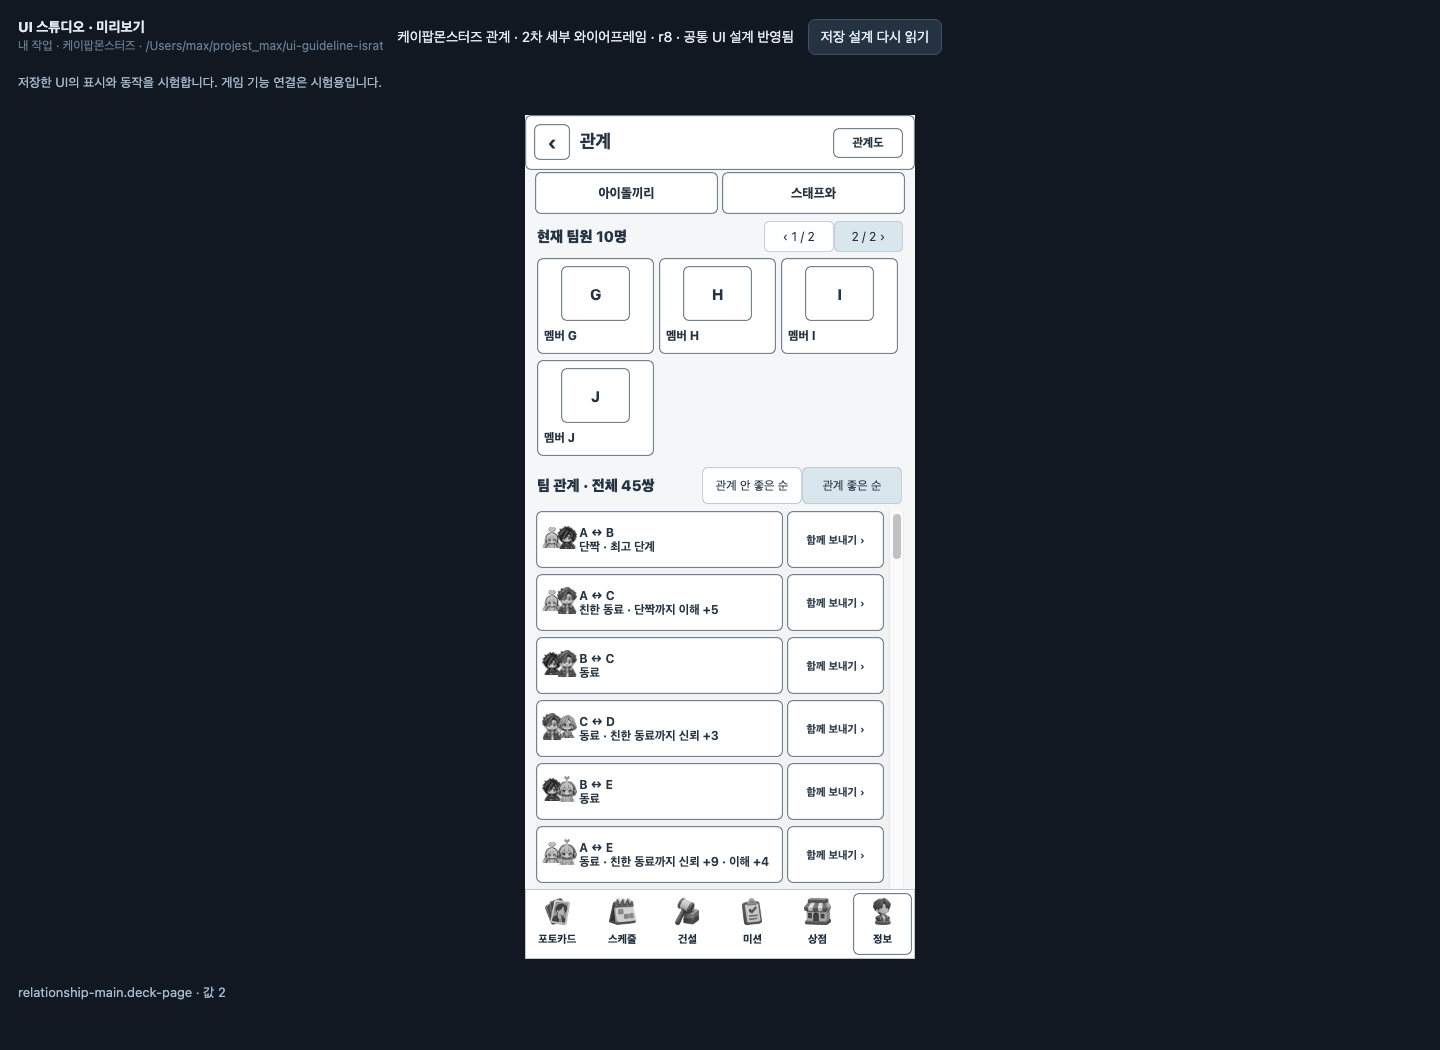 UI 스튜디오 · 미리보기
내 작업 · 케이팝몬스터즈 · /Users/max/projest_max/ui-guideline-israt
케이팝몬스터즈 관계 · 2차 세부 와이어프레임 · r8 · 공통 UI 설계 반영됨
저장 설계 다시 읽기
저장한 UI의 표시와 동작을 시험합니다. 게임 기능 연결은 시험용입니다.
‹ 관계
관계도
아이돌끼리
스태프와
현재 팀원 10명
‹ 1 / 2
2 / 2 ›
G
H
I
멤버 G
멤버 H
멤버 I
J
멤버 J
팀 관계 · 전체 45쌍
관계 안 좋은 순
관계 좋은 순
A ↔ B
단짝 · 최고 단계
함께 보내기 ›
A ↔ C
친한 동료 · 단짝까지 이해 +5
함께 보내기 ›
B ↔ C
동료
함께 보내기 ›
C ↔ D
동료 · 친한 동료까지 신뢰 +3
함께 보내기 ›
B ↔ E
동료
함께 보내기 ›
A ↔ E
동료 · 친한 동료까지 신뢰 +9 · 이해 +4
함께 보내기 ›
포토카드
스케줄
건설
미션
상점
정보
relationship-main.deck-page · 값 2